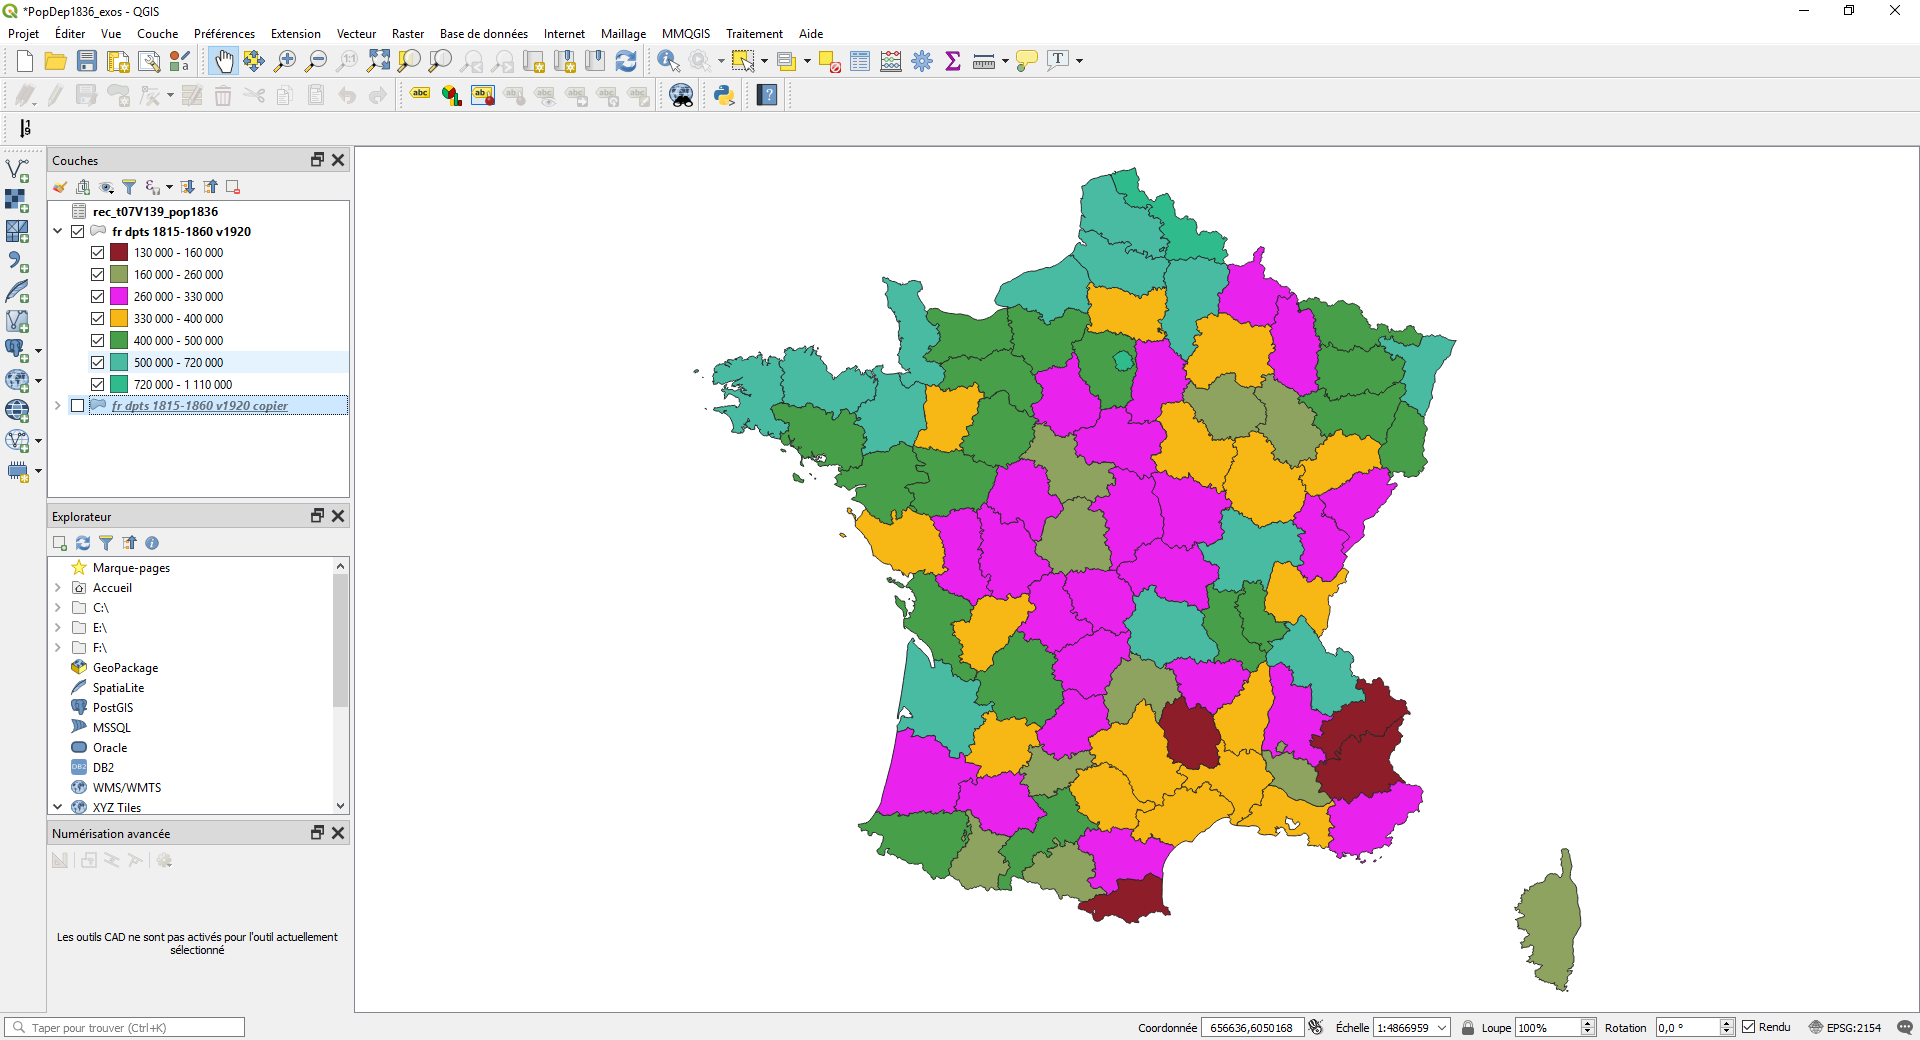 *PopDep1836_exos - QGIS
Projet Éditer Vue Couche Préférences Extension Vecteur Raster Base de données Internet Maillage MMQGIS Traitement Aide
Couches
rec_t07V139_pop1836
fr dpts 1815-1860 v1920
130 000 - 160 000
160 000 - 260 000
260 000 - 330 000
330 000 - 400 000
400 000 - 500 000
500 000 - 720 000
720 000 - 1 110 000
fr dpts 1815-1860 v1920 copier
Explorateur
Marque-pages
Accueil
C:\
E:\
F:\
GeoPackage
SpatiaLite
PostGIS
MSSQL
Oracle
DB2
WMS/WMTS
XYZ Tiles
Numérisation avancée
Les outils CAD ne sont pas activés pour l'outil actuellement
sélectionné
Taper pour trouver (Ctrl+K)
Coordonnée 656636,6050168 Échelle 1:4866959 Loupe 100% Rotation 0,0 ° Rendu EPSG:2154